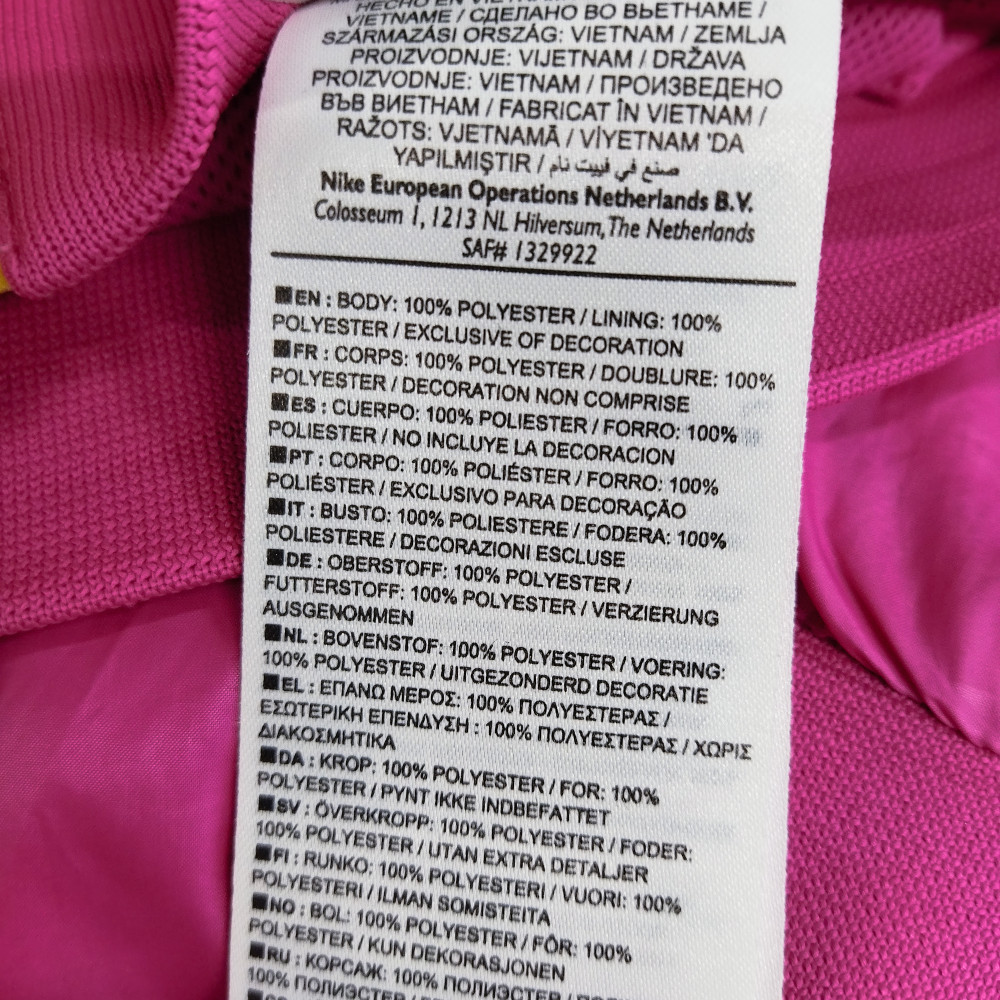 HECHO EN VIETNAM
VIETNAME / СДЕЛАНО ВО ВЬЕТНАМЕ /
SZÁRMAZÁSI ORSZÁG: VIETNAM / ZEMLJA
PROIZVODNJE: VIJETNAM / DRŽAVA
PROIZVODNJE: VIETNAM / ПРОИЗВЕДЕНО
ВЪВ ВИЕТНАМ / FABRICAT ÎN VIETNAM /
RAŽOTS: VJETNAMĀ / VİYETNAM 'DA
YAPILMIŞTIR / صنع في فييت نام
Nike European Operations Netherlands B.V.
Colosseum 1, 1213 NL Hilversum, The Netherlands
SAF# 1329922
EN : BODY: 100% POLYESTER / LINING: 100%
POLYESTER / EXCLUSIVE OF DECORATION
FR : CORPS: 100% POLYESTER / DOUBLURE: 100%
POLYESTER / DECORATION NON COMPRISE
ES : CUERPO: 100% POLIESTER / FORRO: 100%
POLIESTER / NO INCLUYE LA DECORACION
PT : CORPO: 100% POLIÉSTER / FORRO: 100%
POLIÉSTER / EXCLUSIVO PARA DECORAÇÃO
IT : BUSTO: 100% POLIESTERE / FODERA: 100%
POLIESTERE / DECORAZIONI ESCLUSE
DE : OBERSTOFF: 100% POLYESTER /
FUTTERSTOFF: 100% POLYESTER / VERZIERUNG
AUSGENOMMEN
NL : BOVENSTOF: 100% POLYESTER / VOERING:
100% POLYESTER / UITGEZONDERD DECORATIE
EL : ΕΠΑΝΩ ΜΕΡΟΣ: 100% ΠΟΛΥΕΣΤΕΡΑΣ /
ΕΣΩΤΕΡΙΚΗ ΕΠΕΝΔΥΣΗ : 100% ΠΟΛΥΕΣΤΕΡΑΣ / ΧΩΡΙΣ
ΔΙΑΚΟΣΜΗΤΙΚΑ
DA : KROP: 100% POLYESTER / FOR: 100%
POLYESTER / PYNT IKKE INDBEFATTET
SV : ÖVERKROPP: 100% POLYESTER / FODER:
100% POLYESTER / UTAN EXTRA DETALJER
FI : RUNKO: 100% POLYESTERI / VUORI: 100%
POLYESTERI / ILMAN SOMISTEITA
NO : BOL: 100% POLYESTER / FÔR: 100%
POLYESTER / KUN DEKORASJONEN
RU : КОРСАЖ: 100% ПОЛИЭСТЕР /
100% ПОЛИЭСТЕР /